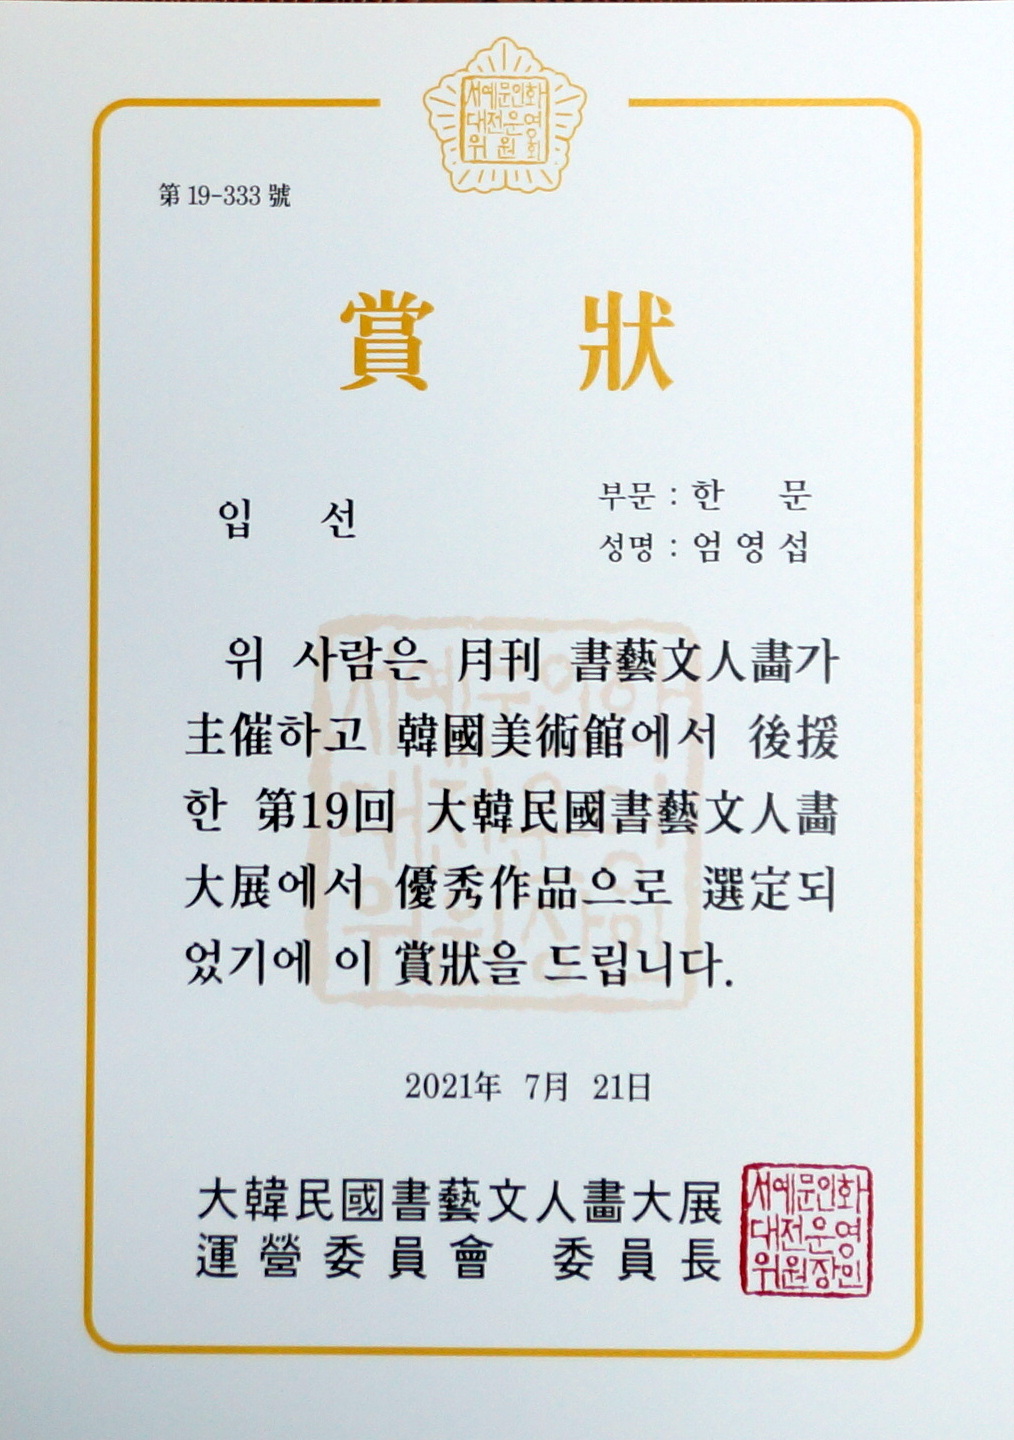 서예문인화
대전운영
위원회
第 19-333 號
賞 狀
입 선
부문 : 한 문
성명 : 엄영섭
위 사람은 月刊 書藝文人畵가
主催하고 韓國美術館에서 後援
한 第19回 大韓民國書藝文人畵
大展에서 優秀作品으로 選定되
었기에 이 賞狀을 드립니다.
2021年 7月 21日
大韓民國書藝文人畵大展
運營委員會 委員長
서예문인화
대전운영
위원장인